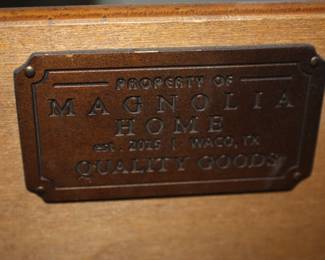 PROPERTY OF
MAGNOLIA
HOME
EST. 2015 | WACO, TX
QUALITY GOODS